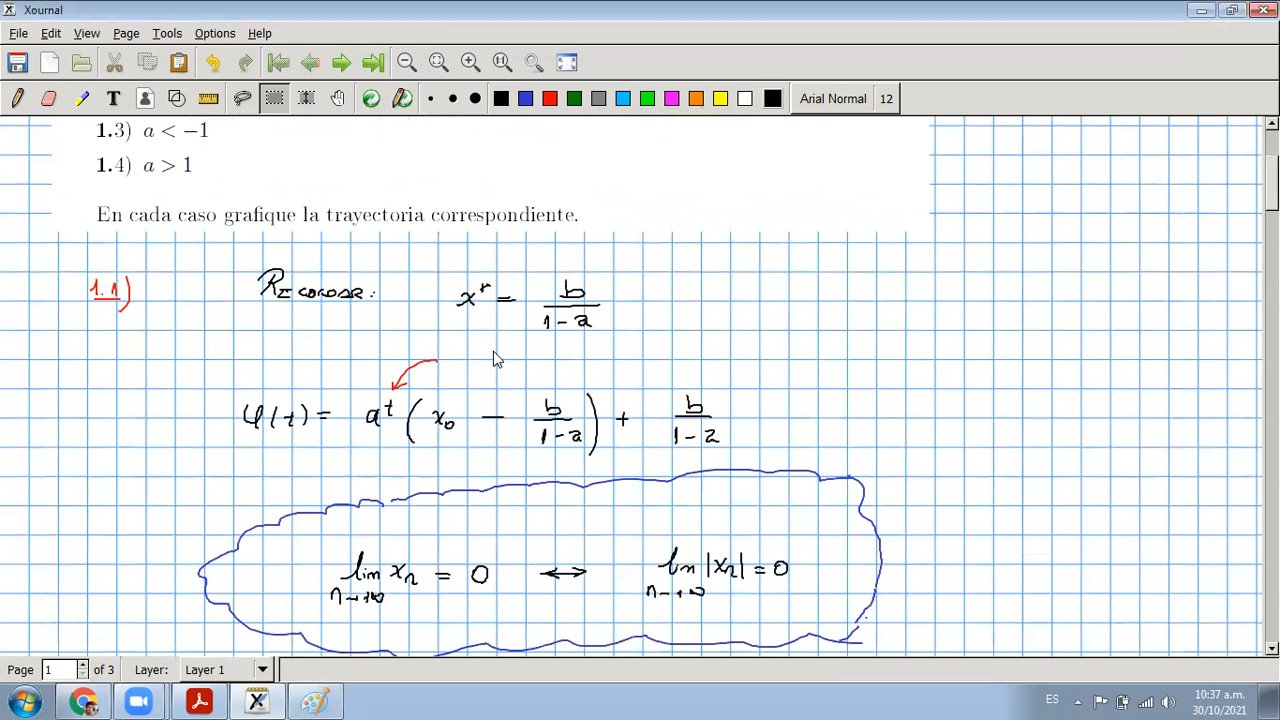 Xournal
File Edit View Page Tools Options Help
Arial Normal 12
1.3) a < −1
1.4) a > 1
En cada caso grafique la trayectoria correspondiente.
1.1) Recordar: x* = b / (1 - a)
φ(t) = a^t ( x₀ - b / (1 - a) ) + b / (1 - a)
lim n→+∞ xₙ = 0 ↔ lim n→+∞ |xₙ| = 0
Page 1 of 3 Layer: Layer 1
ES 10:37 a.m.
30/10/2021